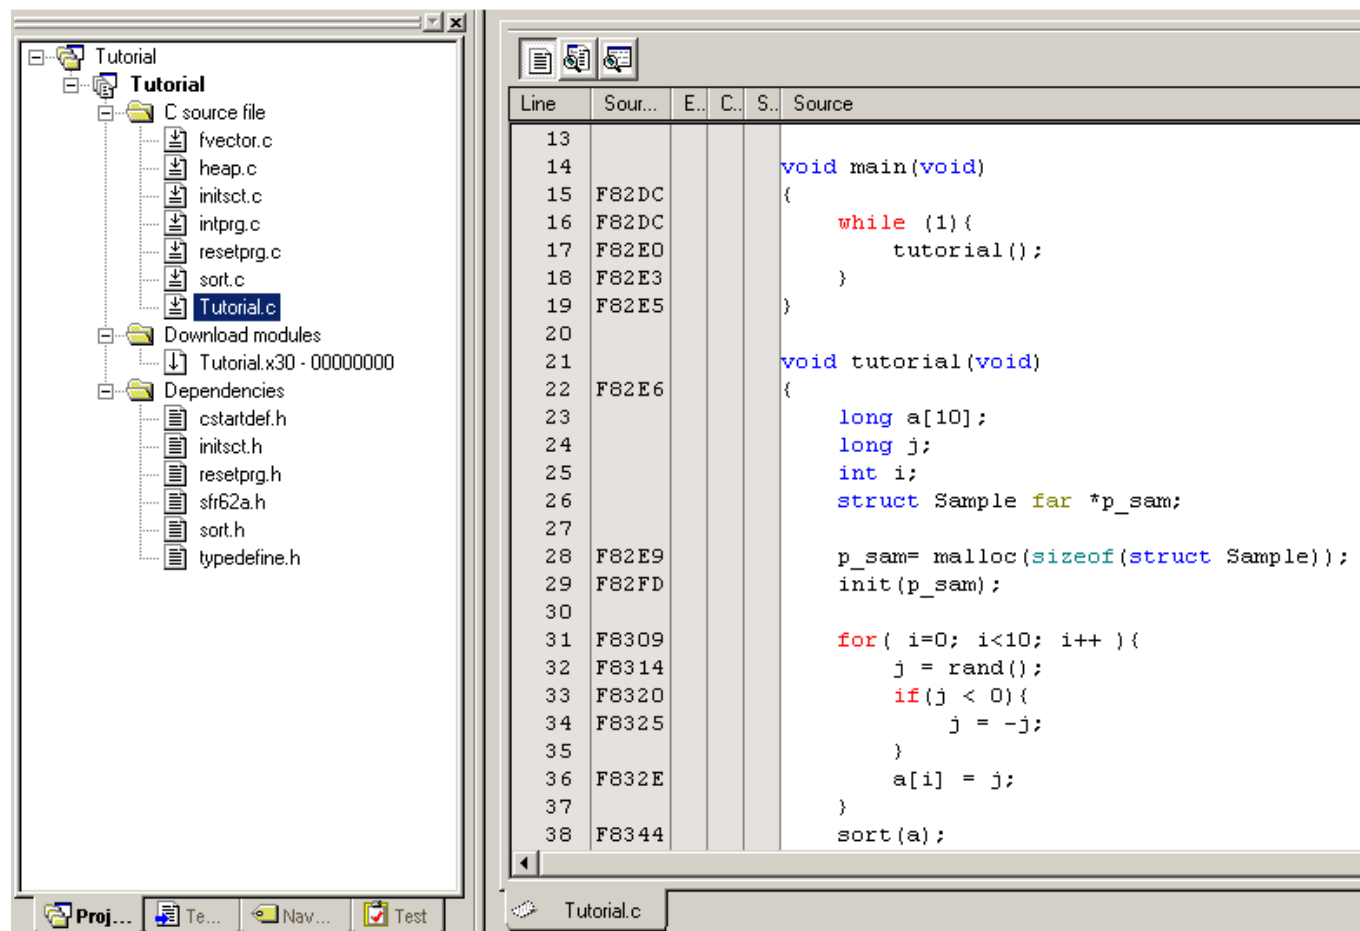 Tutorial
Tutorial
C source file
fvector.c
heap.c
initsct.c
intprg.c
resetprg.c
sort.c
Tutorial.c
Download modules
Tutorial.x30 - 00000000
Dependencies
cstartdef.h
initsct.h
resetprg.h
sfr62a.h
sort.h
typedefine.h
Proj... Te... Nav... Test
Line Sour... E.. C.. S.. Source
13
14 void main(void)
15 F82DC {
16 F82DC while (1){
17 F82E0 tutorial();
18 F82E3 }
19 F82E5 }
20
21 void tutorial(void)
22 F82E6 {
23 long a[10];
24 long j;
25 int i;
26 struct Sample far *p_sam;
27
28 F82E9 p_sam= malloc(sizeof(struct Sample));
29 F82FD init(p_sam);
30
31 F8309 for( i=0; i<10; i++ ){
32 F8314 j = rand();
33 F8320 if(j < 0){
34 F8325 j = -j;
35 }
36 F832E a[i] = j;
37 }
38 F8344 sort(a);
Tutorial.c